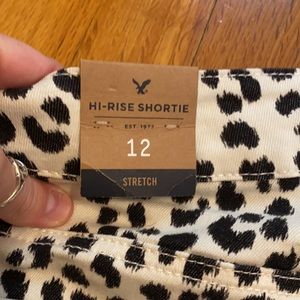 HI-RISE SHORTIE
EST. 1977
12
STRETCH